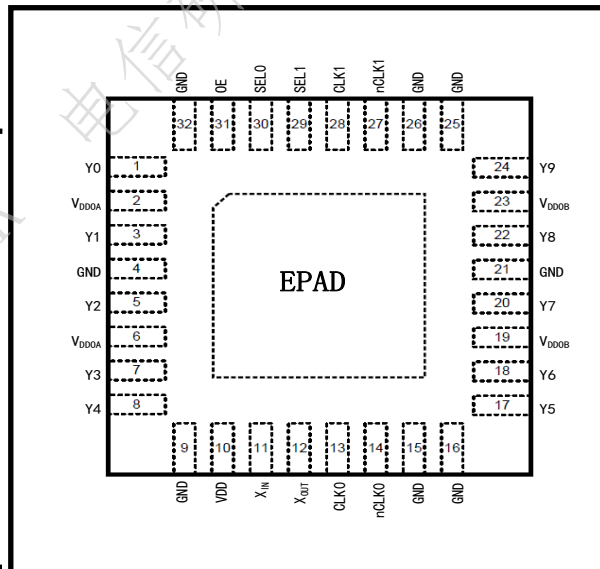 电信研
GND OE SEL0 SEL1 CLK1 nCLK1 GND GND
32 31 30 29 28 27 26 25
Y0 1 24 Y9
VDDOA 2 23 VDDOB
Y1 3 22 Y8
GND 4 21 GND
EPAD
Y2 5 20 Y7
VDDOA 6 19 VDDOB
Y3 7 18 Y6
Y4 8 17 Y5
9 10 11 12 13 14 15 16
GND VDD XIN XOUT CLK0 nCLK0 GND GND